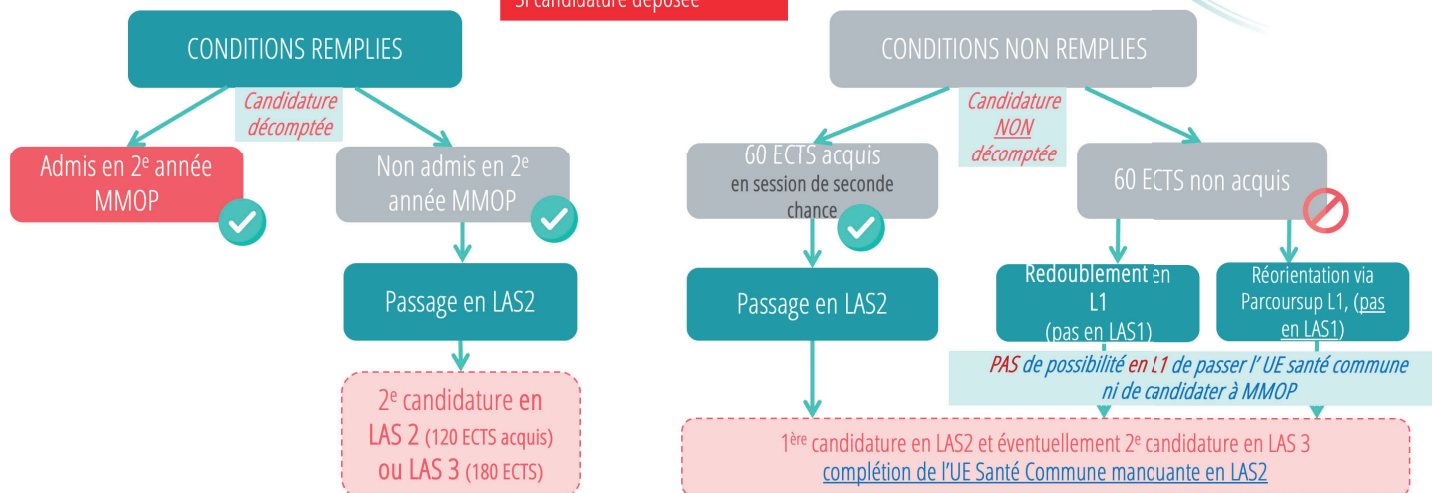 Si candidature déposée
CONDITIONS REMPLIES
CONDITIONS NON REMPLIES
Candidature
décomptée
Candidature
NON
décomptée
Admis en 2e année
MMOP
Non admis en 2e
année MMOP
60 ECTS acquis
en session de seconde
chance
60 ECTS non acquis
Passage en LAS2
Passage en LAS2
Redoublement en
L1
(pas en LAS1)
Réorientation via
Parcoursup L1, (pas
en LAS1)
PAS de possibilité en L1 de passer l' UE santé commune
ni de candidater à MMOP
2e candidature en
LAS 2 (120 ECTS acquis)
ou LAS 3 (180 ECTS)
1ère candidature en LAS2 et éventuellement 2e candidature en LAS 3
complétion de l'UE Santé Commune mancuante en LAS2